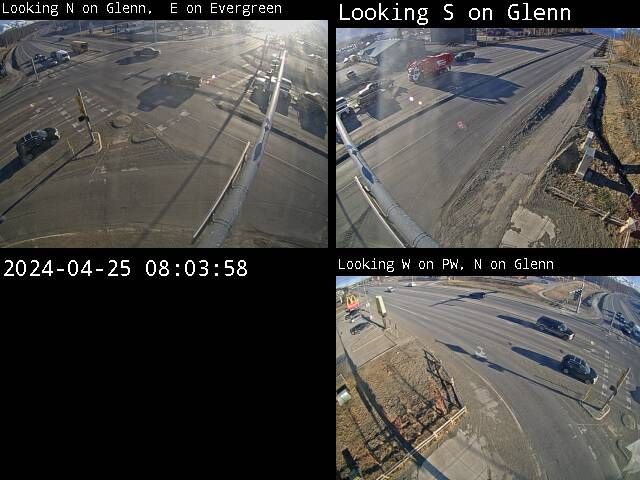 Looking N on Glenn,  E on Evergreen
Looking S on Glenn
2024-04-25 08:03:58
Looking W on PW, N on Glenn